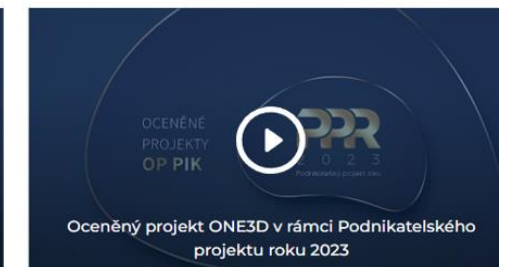 OCENĚNÉ
PROJEKTY
OP PIK
PPR
2023
Podnikatelský projekt roku
Oceněný projekt ONE3D v rámci Podnikatelského
projektu roku 2023